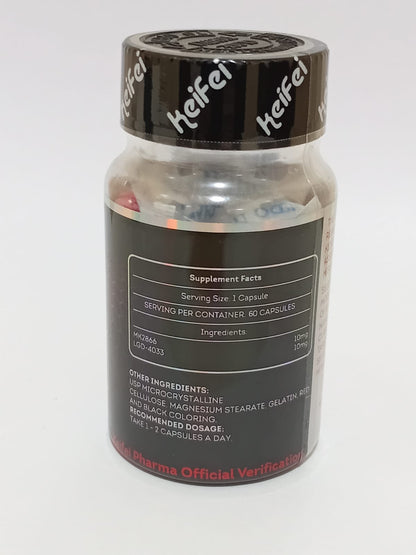 keifei
keifei
keifei
Supplement Facts
Serving Size: 1 Capsule
SERVING PER CONTAINER: 60 CAPSULES
Ingredients:
MK2866 10mg
LGD-4033 10mg
OTHER INGREDIENTS:
USP MICROCRYSTALLINE
CELLULOSE, MAGNESIUM STEARATE, GELATIN, RED
AND BLACK COLORING.
RECOMMENDED DOSAGE:
TAKE 1 - 2 CAPSULES A DAY.
Keifei Pharma Official Verification